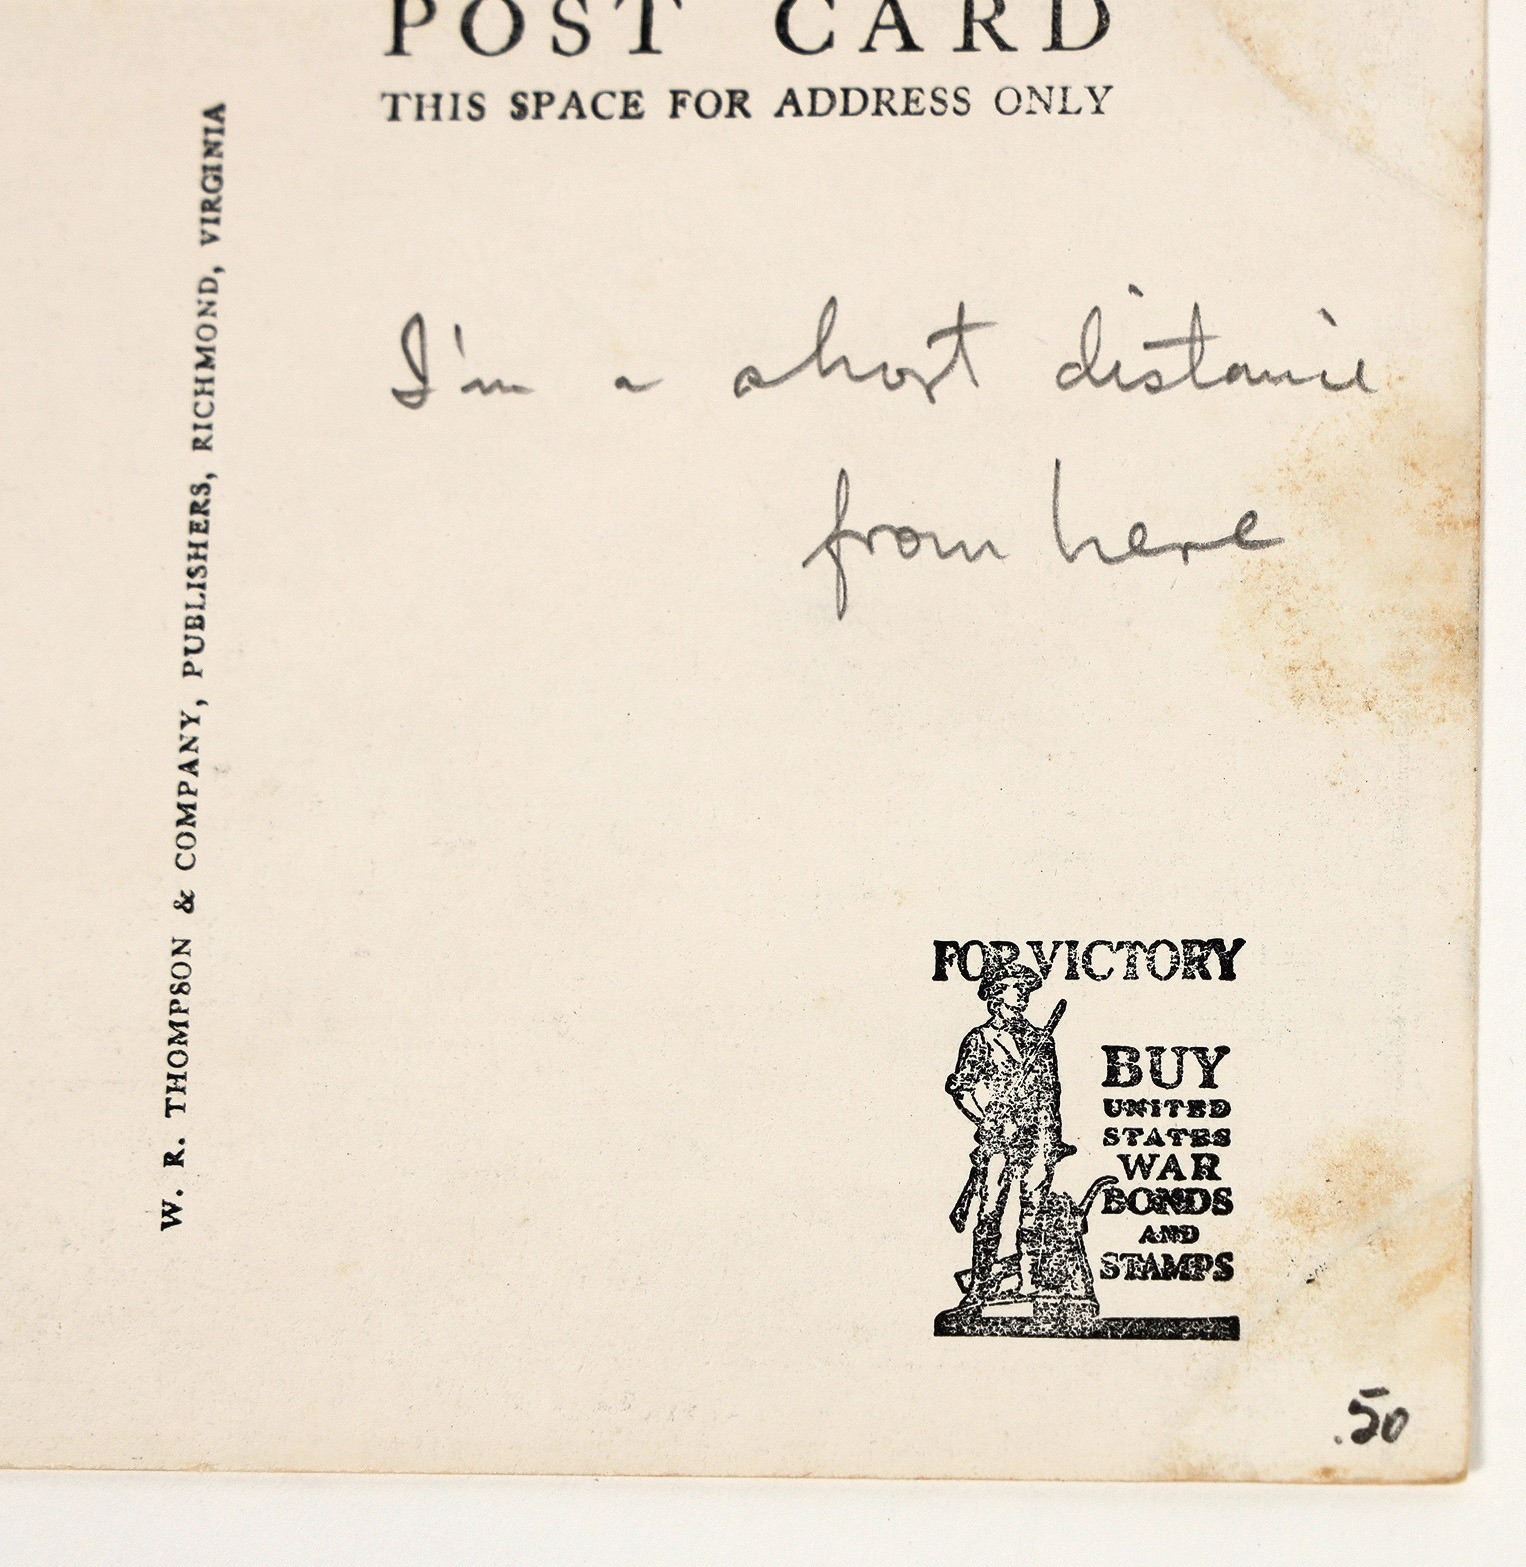 POST CARD
THIS SPACE FOR ADDRESS ONLY
W. R. THOMPSON & COMPANY, PUBLISHERS, RICHMOND, VIRGINIA
I'm a short distance
from here
FOR VICTORY
BUY
UNITED
STATES
WAR
BONDS
AND
STAMPS
.50